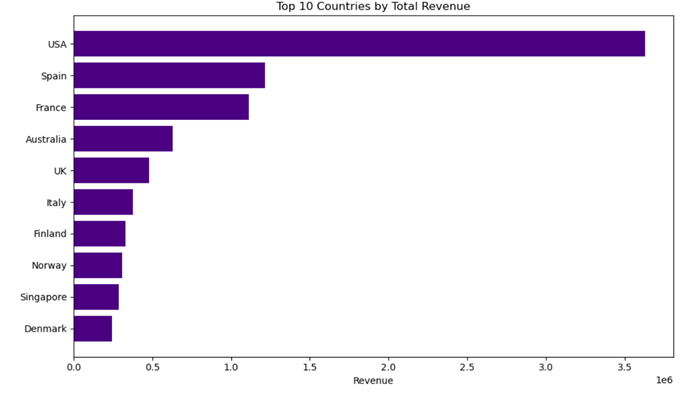 Top 10 Countries by Total Revenue
USA
Spain
France
Australia
UK
Italy
Finland
Norway
Singapore
Denmark
0.0 0.5 1.0 1.5 2.0 2.5 3.0 3.5
1e6
Revenue